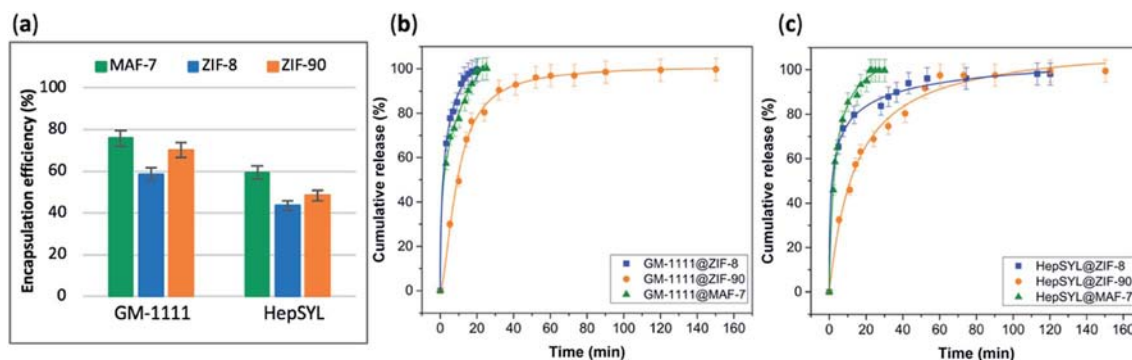 (a)
MAF-7 ZIF-8 ZIF-90
Encapsulation efficiency (%)
100
80
60
40
20
0
GM-1111 HepSYL
(b)
Cumulative release (%)
100
80
60
40
20
0
GM-1111@ZIF-8
GM-1111@ZIF-90
GM-1111@MAF-7
0 20 40 60 80 100 120 140 160
Time (min)
(c)
Cumulative release (%)
100
80
60
40
20
0
HepSYL@ZIF-8
HepSYL@ZIF-90
HepSYL@MAF-7
0 20 40 60 80 100 120 140 160
Time (min)